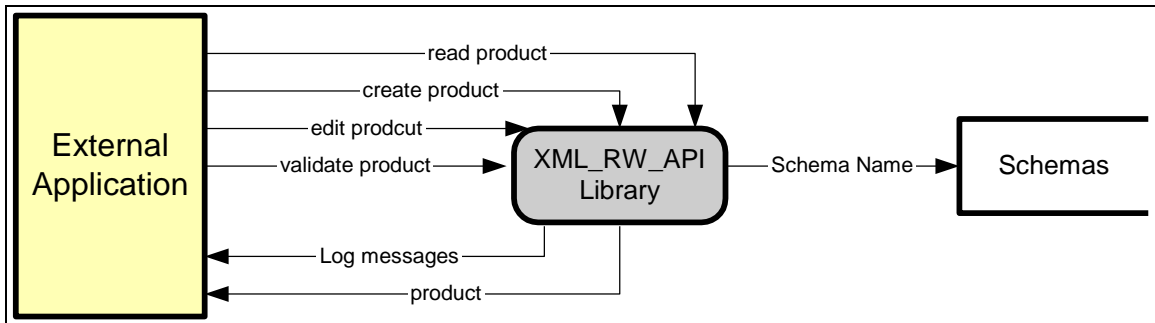 read product
create product
edit prodcut
validate product
External
Application
XML_RW_API
Library
Schema Name
Schemas
Log messages
product